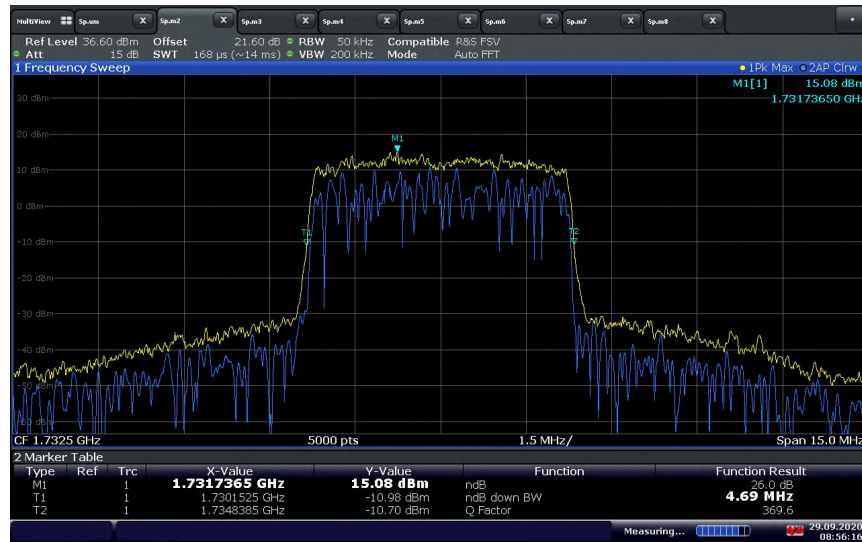 MultiView Sp.um X Sp.m2 X Sp.m3 X Sp.m4 X Sp.m5 X Sp.m6 X Sp.m7 X Sp.m8 X
Ref Level 36.60 dBm Offset 21.60 dB RBW 50 kHz Compatible R&S FSV
Att 15 dB SWT 168 µs (~14 ms) VBW 200 kHz Mode Auto FFT
1 Frequency Sweep 1Pk Max 2AP Clrw
M1[1] 15.08 dBm
30 dBm 1.73173650 GHz
20 dBm
M1
10 dBm
0 dBm
T1 T2
-10 dBm
-20 dBm
-30 dBm
-40 dBm
-50 dBm
CF 1.7325 GHz 5000 pts 1.5 MHz/ Span 15.0 MHz
2 Marker Table
Type Ref Trc X-Value Y-Value Function Function Result
M1 1 1.7317365 GHz 15.08 dBm ndB 26.0 dB
T1 1 1.7301525 GHz -10.98 dBm ndB down BW 4.69 MHz
T2 1 1.7348385 GHz -10.70 dBm Q Factor 369.6
Measuring... 29.09.2020
08:56:16